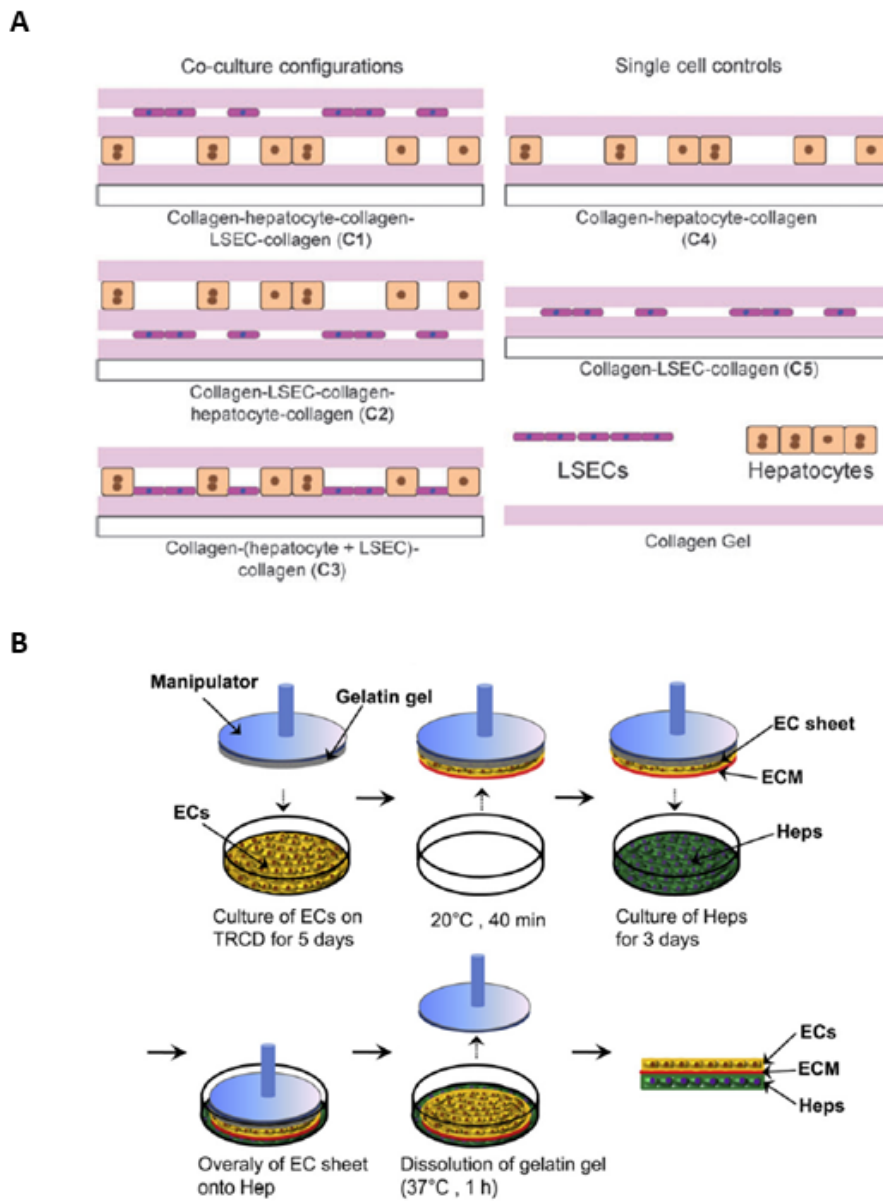 A
Co-culture configurations
Single cell controls
Collagen-hepatocyte-collagen-
LSEC-collagen (C1)
Collagen-hepatocyte-collagen
(C4)
Collagen-LSEC-collagen-
hepatocyte-collagen (C2)
Collagen-LSEC-collagen (C5)
LSECs
Hepatocytes
Collagen-(hepatocyte + LSEC)-
collagen (C3)
Collagen Gel
B
Manipulator
Gelatin gel
EC sheet
ECM
ECs
Heps
Culture of ECs on
TRCD for 5 days
20°C , 40 min
Culture of Heps
for 3 days
ECs
ECM
Heps
Overaly of EC sheet
onto Hep
Dissolution of gelatin gel
(37°C , 1 h)